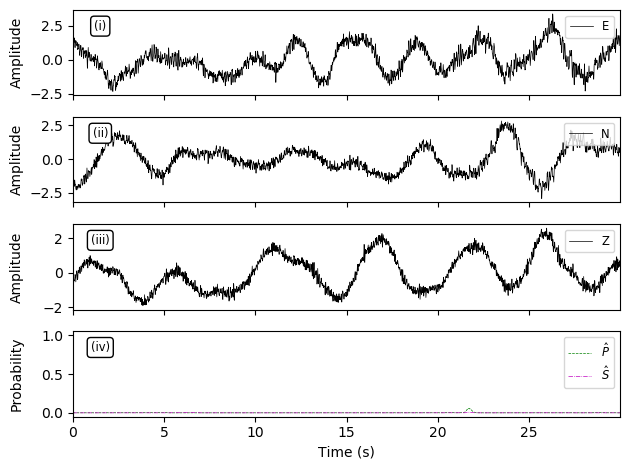 2.5
0.0
−2.5
Amplitude
(i)
E
2.5
0.0
−2.5
Amplitude
(ii)
N
2
0
−2
Amplitude
(iii)
Z
1.0
0.5
0.0
Probability
(iv)
P̂
Ŝ
0 5 10 15 20 25
Time (s)